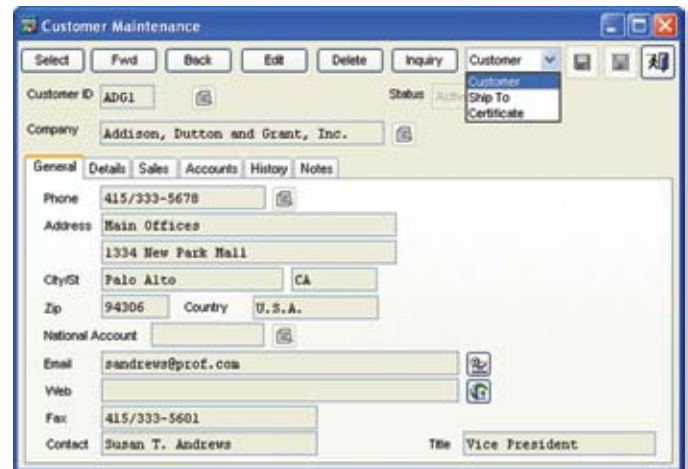 Customer Maintenance
Select Fwd Back Edit Delete Inquiry Customer
Customer
Ship To
Certificate
Customer ID ADG1 Status
Company Addison, Dutton and Grant, Inc.
General Details Sales Accounts History Notes
Phone 415/333-5678
Address Main Offices
1334 New Park Mall
City/St Palo Alto CA
Zip 94306 Country U.S.A.
National Account
Email sandrews@prof.com
Web
Fax 415/333-5601
Contact Susan T. Andrews Title Vice President